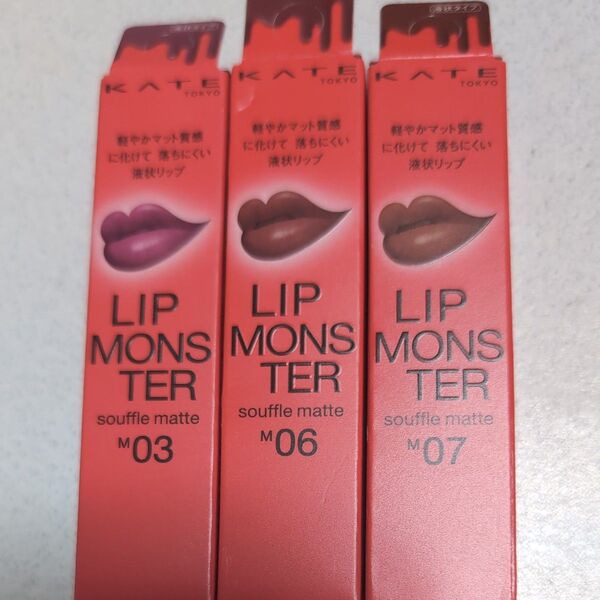 液状タイプ
KATE
TOKYO
軽やかマット質感
に化けて 落ちにくい
液状リップ
LIP
MONS
TER
souffle matte
M03
KATE
TOKYO
軽やかマット質感
に化けて 落ちにくい
液状リップ
LIP
MONS
TER
souffle matte
M06
液状タイプ
KATE
TOKYO
軽やかマット質感
に化けて 落ちにくい
液状リップ
LIP
MONS
TER
souffle matte
M07